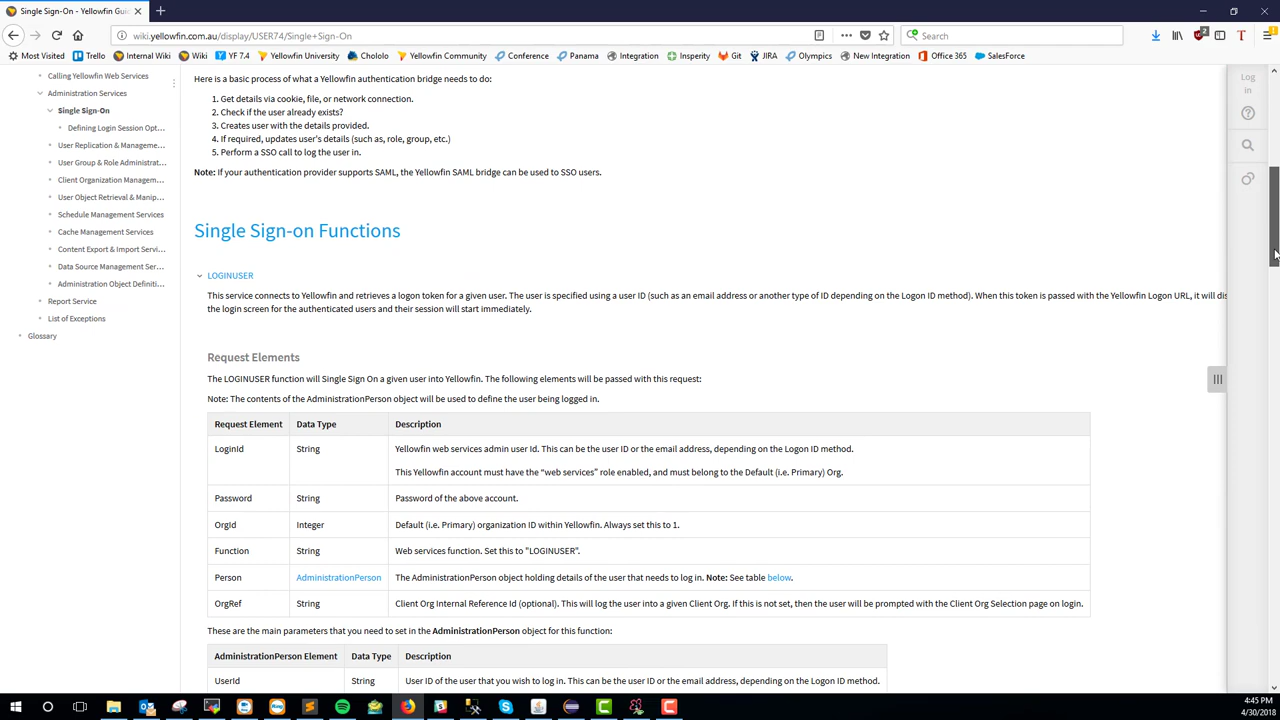 Single Sign-On - Yellowfin Gui
wiki.yellowfin.com.au/display/USER74/Single+Sign-On
Search
Most Visited
Trello
Internal Wiki
Wiki
YF 7.4
Yellowfin University
Chololo
Yellowfin Community
Conference
Panama
Integration
Insperity
Git
JIRA
Olympics
New Integration
Office 365
SalesForce
Calling Yellowfin Web Services
Administration Services
Single Sign-On
Defining Login Session Opt...
User Replication & Manageme...
User Group & Role Administrat...
Client Organization Managem...
User Object Retrieval & Manip...
Schedule Management Services
Cache Management Services
Content Export & Import Servi...
Data Source Management Ser...
Administration Object Definiti...
Report Service
List of Exceptions
Glossary
Here is a basic process of what a Yellowfin authentication bridge needs to do:
1. Get details via cookie, file, or network connection.
2. Check if the user already exists?
3. Creates user with the details provided.
4. If required, updates user's details (such as, role, group, etc.)
5. Perform a SSO call to log the user in.
Note: If your authentication provider supports SAML, the Yellowfin SAML bridge can be used to SSO users.
Single Sign-on Functions
LOGINUSER
This service connects to Yellowfin and retrieves a logon token for a given user. The user is specified using a user ID (such as an email address or another type of ID depending on the Logon ID method). When this token is passed with the Yellowfin Logon URL, it will dis
the login screen for the authenticated users and their session will start immediately.
Request Elements
The LOGINUSER function will Single Sign On a given user into Yellowfin. The following elements will be passed with this request:
Note: The contents of the AdministrationPerson object will be used to define the user being logged in.
Request Element Data Type Description
LoginId String Yellowfin web services admin user Id. This can be the user ID or the email address, depending on the Logon ID method.
This Yellowfin account must have the “web services” role enabled, and must belong to the Default (i.e. Primary) Org.
Password String Password of the above account.
OrgId Integer Default (i.e. Primary) organization ID within Yellowfin. Always set this to 1.
Function String Web services function. Set this to "LOGINUSER".
Person AdministrationPerson The AdministrationPerson object holding details of the user that needs to log in. Note: See table below.
OrgRef String Client Org Internal Reference Id (optional). This will log the user into a given Client Org. If this is not set, then the user will be prompted with the Client Org Selection page on login.
These are the main parameters that you need to set in the AdministrationPerson object for this function:
AdministrationPerson Element Data Type Description
UserId String User ID of the user that you wish to log in. This can be the user ID or the email address, depending on the Logon ID method.
Log
in
4:45 PM
4/30/2018